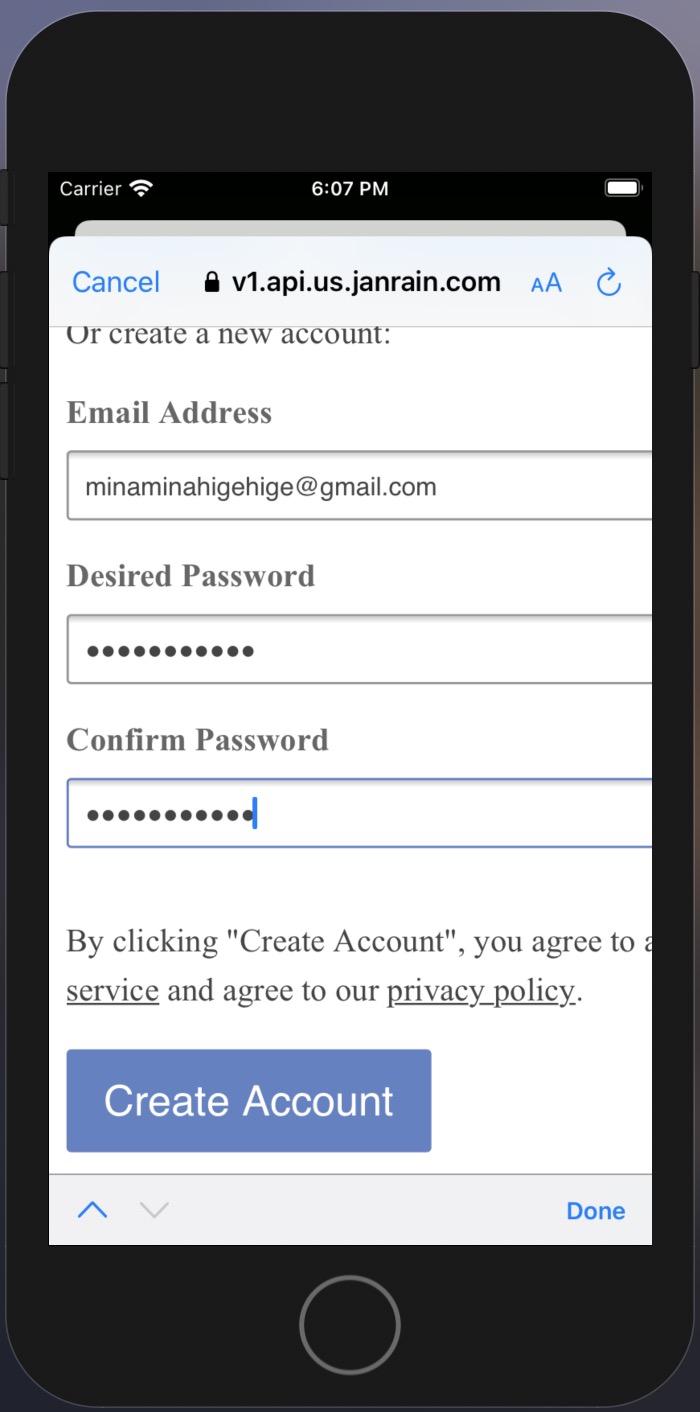 Carrier 6:07 PM
Cancel v1.api.us.janrain.com AA
Or create a new account:
Email Address
minaminahigehige@gmail.com
Desired Password
•••••••••••
Confirm Password
•••••••••••
By clicking "Create Account", you agree to a
service and agree to our privacy policy.
Create Account
Done